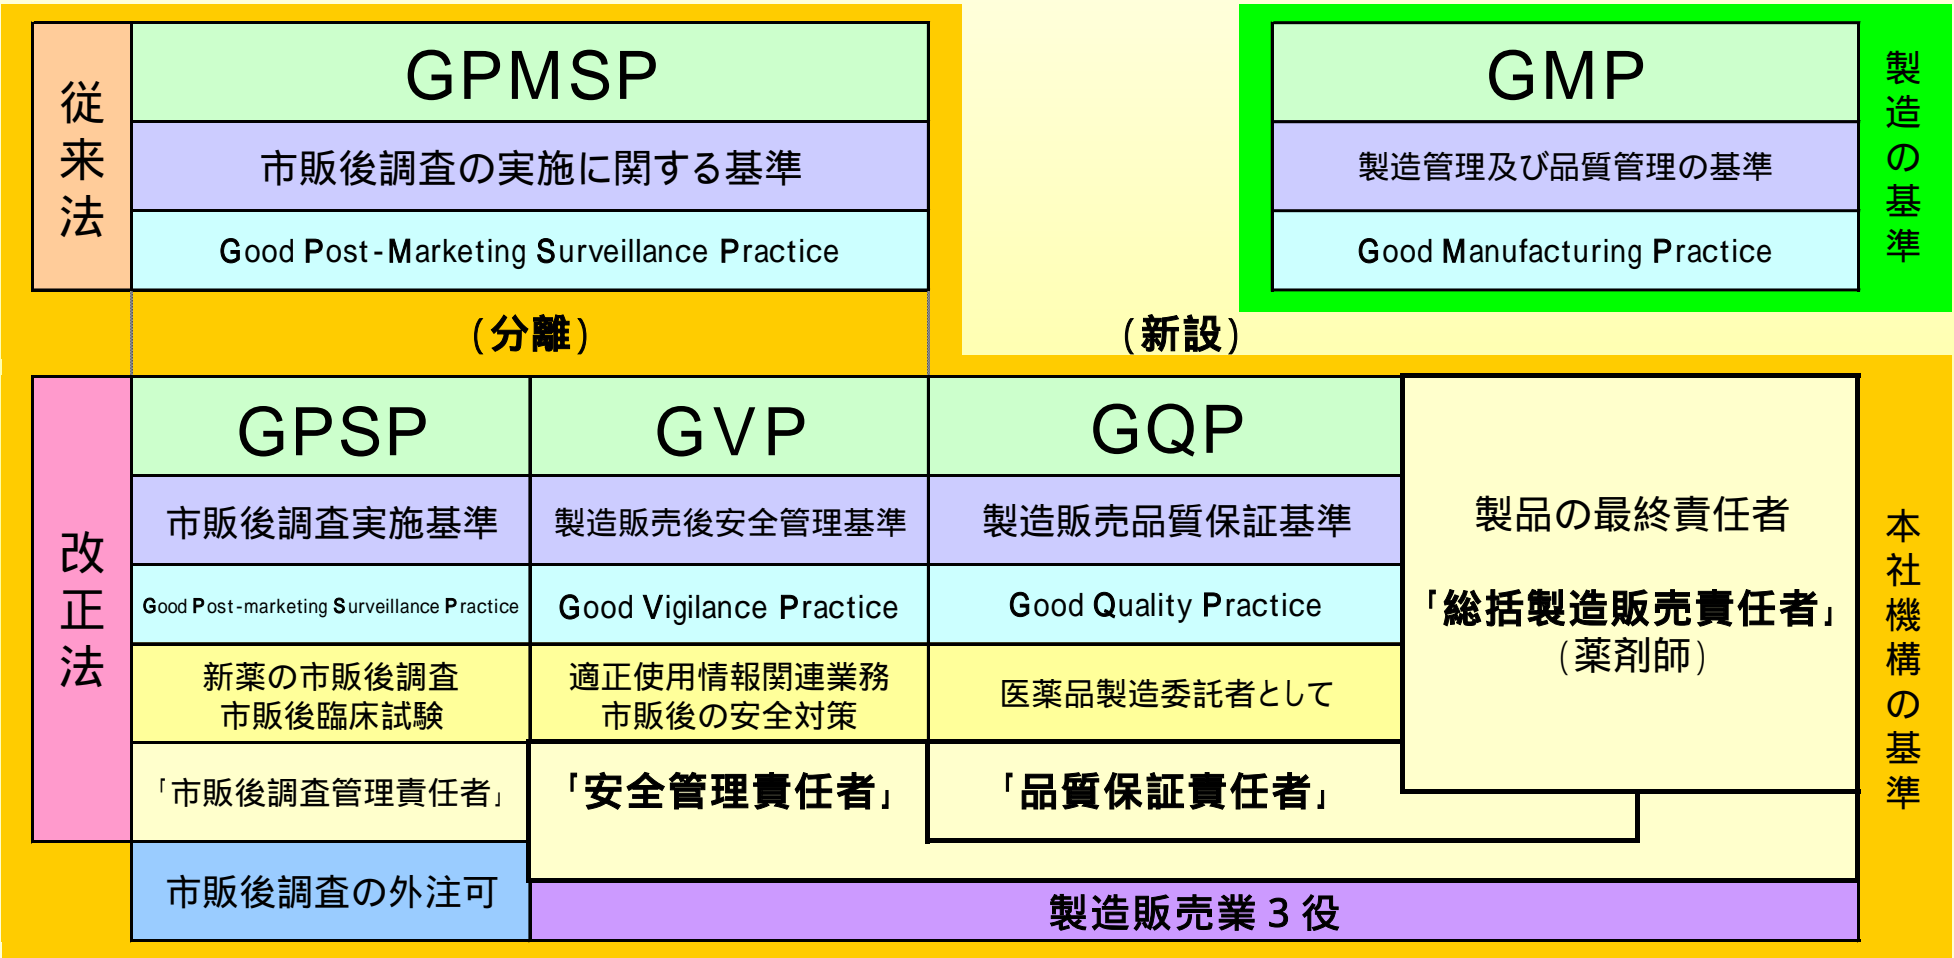 従来法
GPMSP
市販後調査の実施に関する基準
Good Post-Marketing Surveillance Practice
GMP
製造管理及び品質管理の基準
Good Manufacturing Practice
製造の基準
(分離)
(新設)
改正法
GPSP
市販後調査実施基準
Good Post-marketing Surveillance Practice
新薬の市販後調査
市販後臨床試験
「市販後調査管理責任者」
市販後調査の外注可
GVP
製造販売後安全管理基準
Good Vigilance Practice
適正使用情報関連業務
市販後の安全対策
「安全管理責任者」
GQP
製造販売品質保証基準
Good Quality Practice
医薬品製造委託者として
「品質保証責任者」
製品の最終責任者
「総括製造販売責任者」
(薬剤師)
製造販売業3役
本社機構の基準